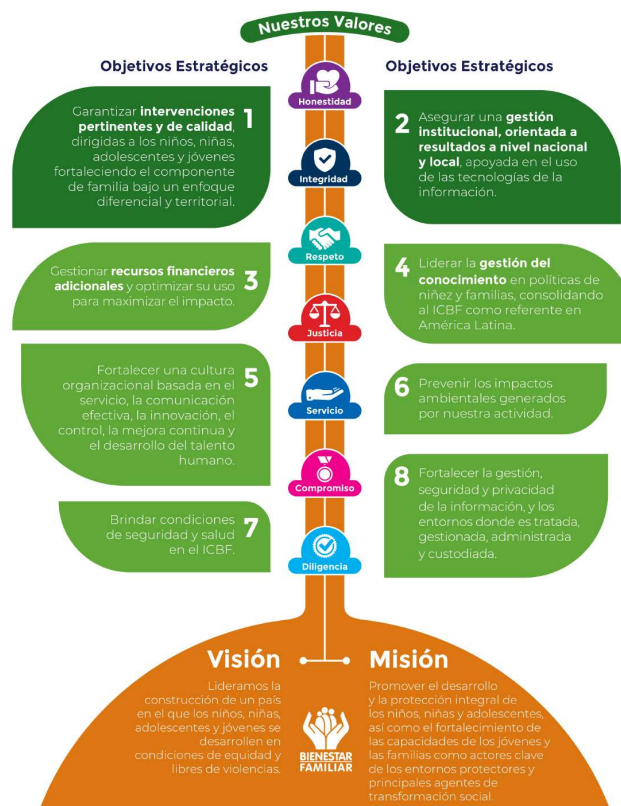 Nuestros Valores
Objetivos Estratégicos
Objetivos Estratégicos
Honestidad
Integridad
Respeto
Justicia
Servicio
Compromiso
Diligencia
1
Garantizar intervenciones
pertinentes y de calidad,
dirigidas a los niños, niñas,
adolescentes y jóvenes
fortaleciendo el componente
de familia bajo un enfoque
diferencial y territorial.
2
Asegurar una gestión
institucional, orientada a
resultados a nivel nacional
y local, apoyada en el uso
de las tecnologías de la
información.
3
Gestionar recursos financieros
adicionales y optimizar su uso
para maximizar el impacto.
4
Liderar la gestión del
conocimiento en políticas de
niñez y familias, consolidando
al ICBF como referente en
América Latina.
5
Fortalecer una cultura
organizacional basada en el
servicio, la comunicación
efectiva, la innovación, el
control, la mejora continua y
el desarrollo del talento
humano.
6
Prevenir los impactos
ambientales generados
por nuestra actividad.
7
Brindar condiciones
de seguridad y salud
en el ICBF.
8
Fortalecer la gestión,
seguridad y privacidad
de la información, y los
entornos donde es tratada,
gestionada, administrada
y custodiada.
Visión
Lideramos la
construcción de un país
en el que los niños, niñas,
adolescentes y jóvenes se
desarrollen en
condiciones de equidad y
libres de violencias.
BIENESTAR
FAMILIAR
Misión
Promover el desarrollo
y la protección integral de
los niños, niñas y adolescentes,
así como el fortalecimiento de
las capacidades de los jóvenes y
las familias como actores clave
de los entornos protectores y
principales agentes de
transformación social.